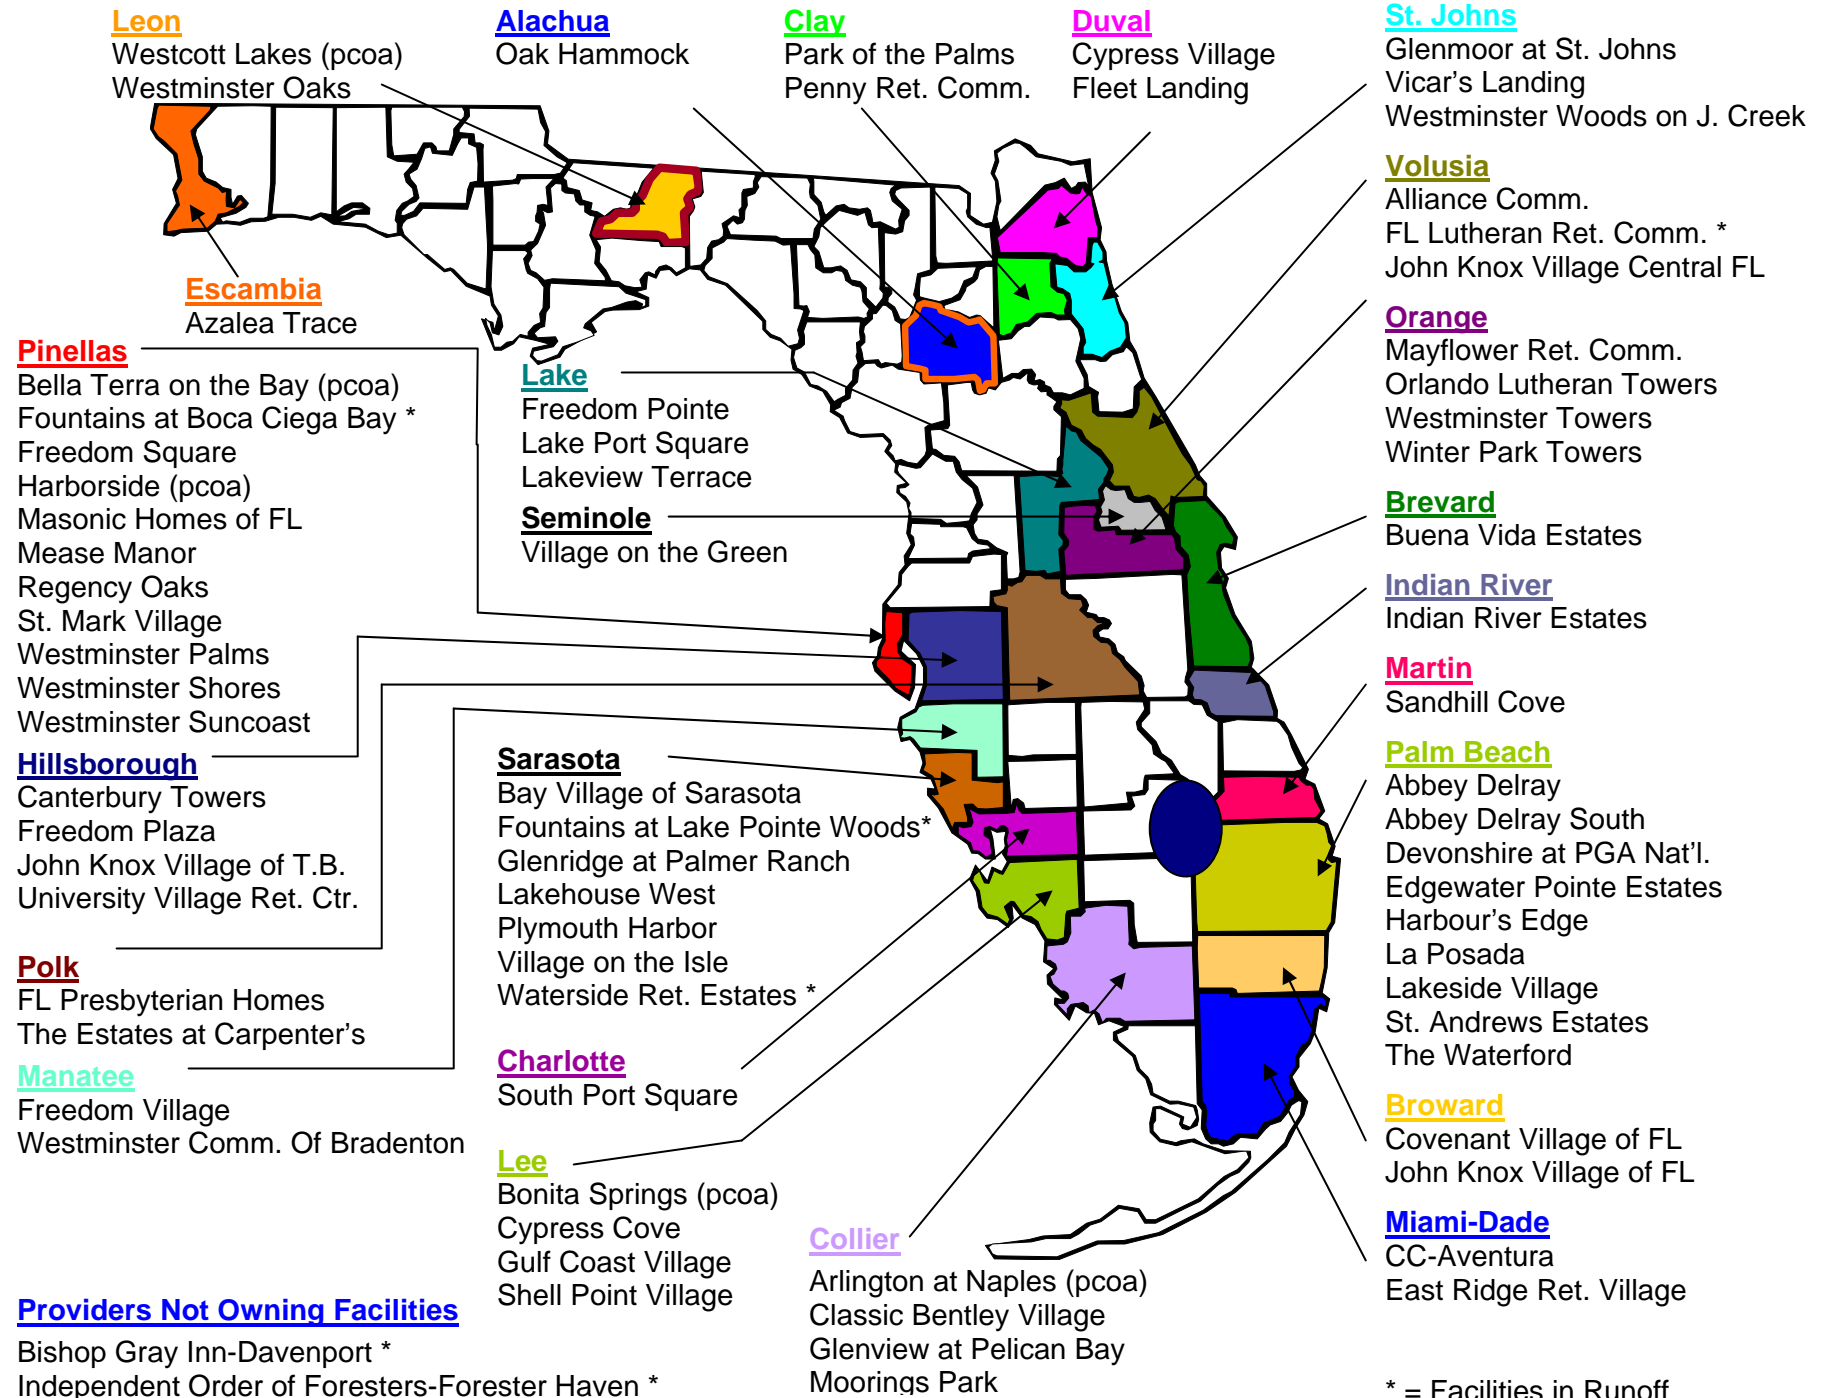 Leon
Westcott Lakes (pcoa)
Westminster Oaks
Alachua
Oak Hammock
Clay
Park of the Palms
Penny Ret. Comm.
Duval
Cypress Village
Fleet Landing
St. Johns
Glenmoor at St. Johns
Vicar's Landing
Westminster Woods on J. Creek
Volusia
Alliance Comm.
FL Lutheran Ret. Comm. *
John Knox Village Central FL
Orange
Mayflower Ret. Comm.
Orlando Lutheran Towers
Westminster Towers
Winter Park Towers
Brevard
Buena Vida Estates
Indian River
Indian River Estates
Martin
Sandhill Cove
Palm Beach
Abbey Delray
Abbey Delray South
Devonshire at PGA Nat'l.
Edgewater Pointe Estates
Harbour's Edge
La Posada
Lakeside Village
St. Andrews Estates
The Waterford
Broward
Covenant Village of FL
John Knox Village of FL
Miami-Dade
CC-Aventura
East Ridge Ret. Village
Escambia
Azalea Trace
Pinellas
Bella Terra on the Bay (pcoa)
Fountains at Boca Ciega Bay *
Freedom Square
Harborside (pcoa)
Masonic Homes of FL
Mease Manor
Regency Oaks
St. Mark Village
Westminster Palms
Westminster Shores
Westminster Suncoast
Hillsborough
Canterbury Towers
Freedom Plaza
John Knox Village of T.B.
University Village Ret. Ctr.
Polk
FL Presbyterian Homes
The Estates at Carpenter's
Manatee
Freedom Village
Westminster Comm. Of Bradenton
Lake
Freedom Pointe
Lake Port Square
Lakeview Terrace
Seminole
Village on the Green
Sarasota
Bay Village of Sarasota
Fountains at Lake Pointe Woods*
Glenridge at Palmer Ranch
Lakehouse West
Plymouth Harbor
Village on the Isle
Waterside Ret. Estates *
Charlotte
South Port Square
Lee
Bonita Springs (pcoa)
Cypress Cove
Gulf Coast Village
Shell Point Village
Collier
Arlington at Naples (pcoa)
Classic Bentley Village
Glenview at Pelican Bay
Moorings Park
Providers Not Owning Facilities
Bishop Gray Inn-Davenport *
Independent Order of Foresters-Forester Haven *
* = Facilities in Runoff